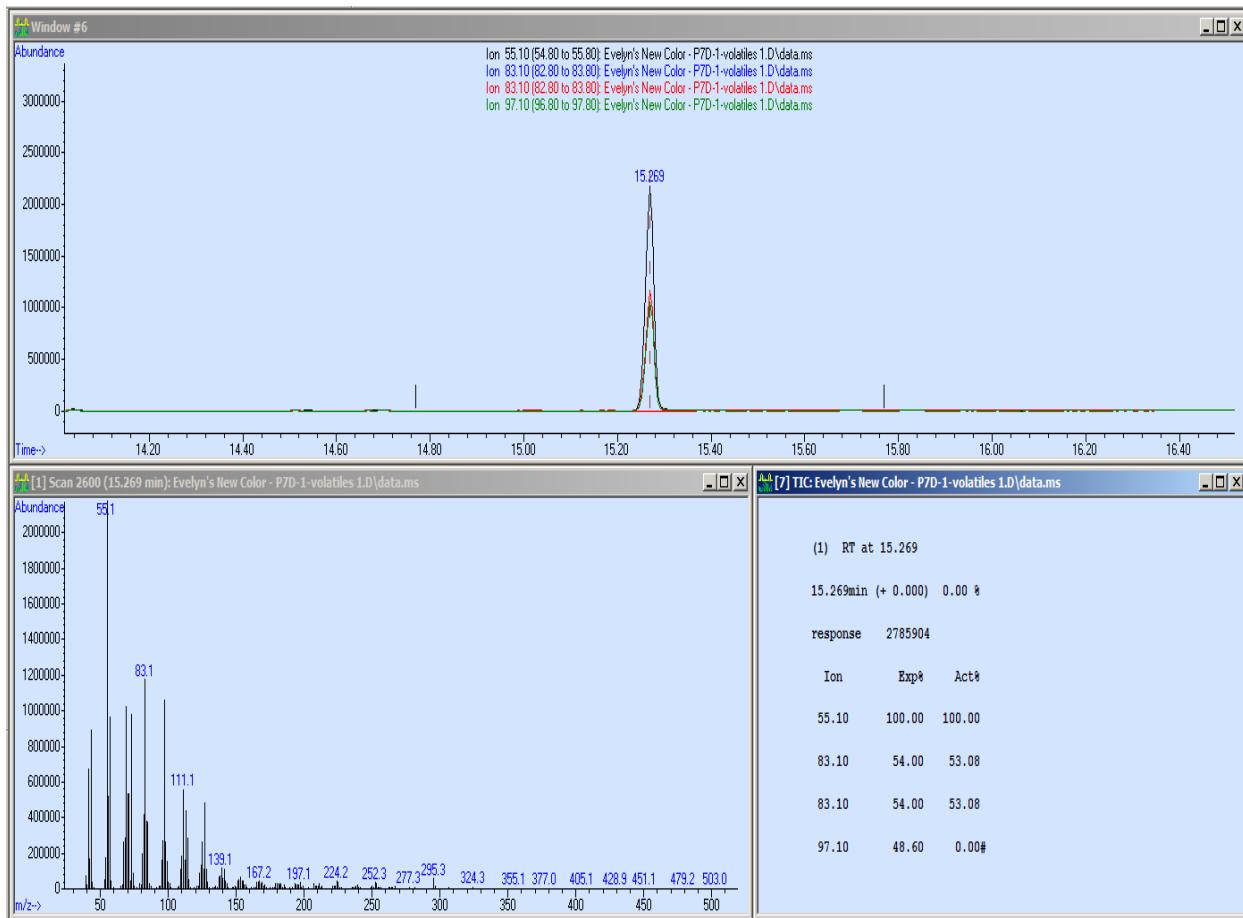 Window #6
Abundance
Ion 55.10 (54.80 to 55.80): Evelyn's New Color - P7D-1-volatiles 1.D\data.ms
Ion 83.10 (82.80 to 83.80): Evelyn's New Color - P7D-1-volatiles 1.D\data.ms
Ion 83.10 (82.80 to 83.80): Evelyn's New Color - P7D-1-volatiles 1.D\data.ms
Ion 97.10 (96.80 to 97.80): Evelyn's New Color - P7D-1-volatiles 1.D\data.ms
3000000
2500000
2000000
1500000
1000000
500000
0
15.269
Time-->
14.20 14.40 14.60 14.80 15.00 15.20 15.40 15.60 15.80 16.00 16.20 16.40
[1] Scan 2600 (15.269 min): Evelyn's New Color - P7D-1-volatiles 1.D\data.ms
Abundance
2000000
1800000
1600000
1400000
1200000
1000000
800000
600000
400000
200000
0
55.1
83.1
111.1
139.1
167.2 197.1 224.2 252.3 277.3 295.3 324.3 355.1 377.0 405.1 428.9 451.1 479.2 503.0
m/z-->
50 100 150 200 250 300 350 400 450 500
[7] TIC: Evelyn's New Color - P7D-1-volatiles 1.D\data.ms
(1) RT at 15.269
15.269min (+ 0.000) 0.00 %
response 2785904
Ion Exp% Act%
55.10 100.00 100.00
83.10 54.00 53.08
83.10 54.00 53.08
97.10 48.60 0.00#